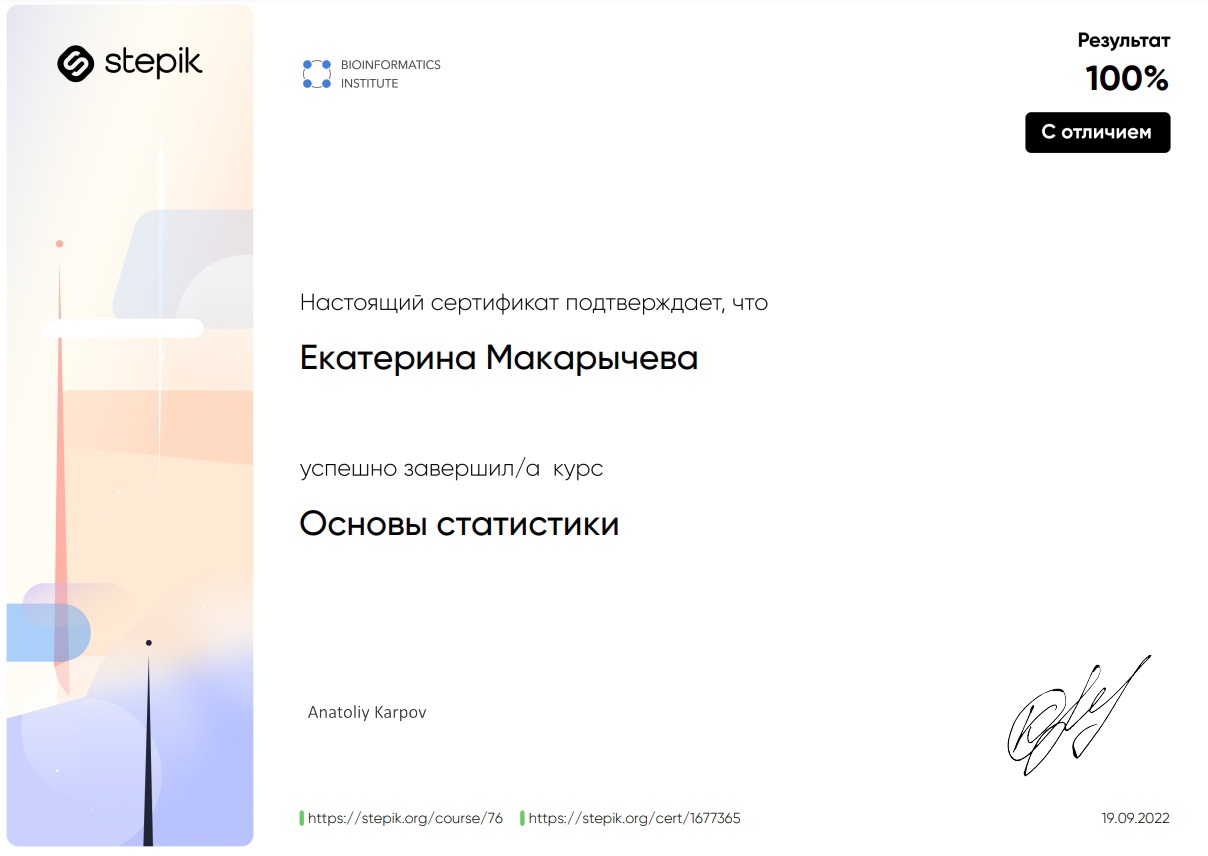 stepik
BIOINFORMATICS
INSTITUTE
Результат
100%
С отличием
Настоящий сертификат подтверждает, что
Екатерина Макарычева
успешно завершил/а курс
Основы статистики
Anatoliy Karpov
https://stepik.org/course/76 https://stepik.org/cert/1677365
19.09.2022